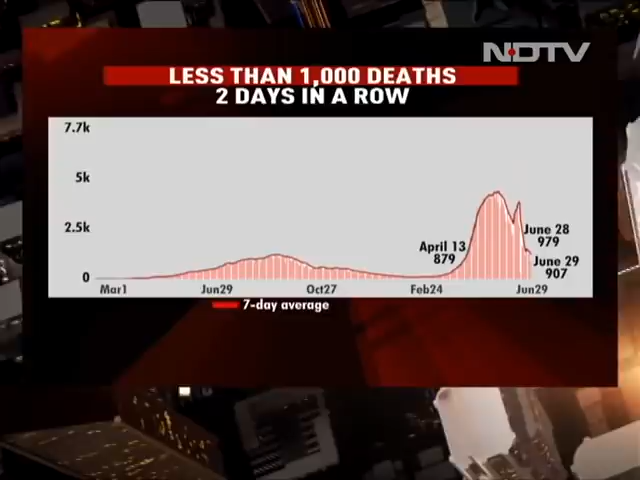 NDTV
LESS THAN 1,000 DEATHS
2 DAYS IN A ROW
7.7k
5k
2.5k
0
April 13
879
June 28
979
June 29
907
Mar1
Jun29
Oct27
Feb24
Jun29
7-day average